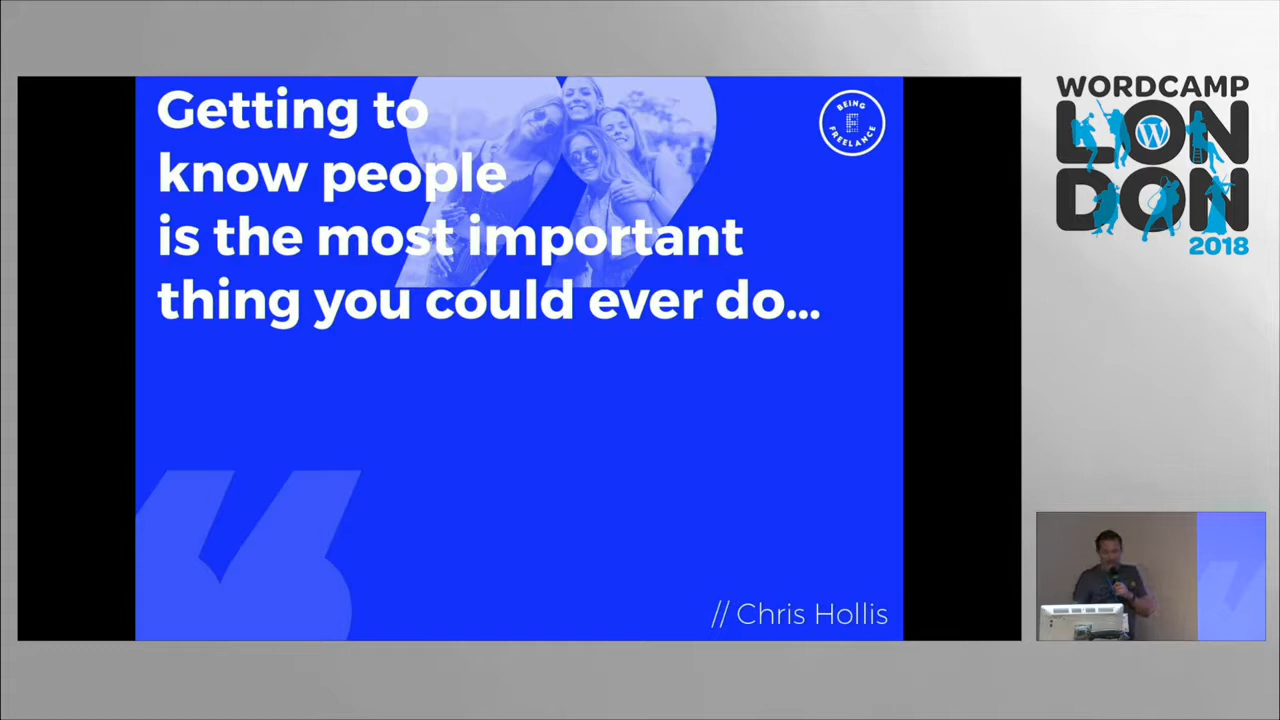 Getting to
know people
is the most important
thing you could ever do...
// Chris Hollis
BEING
FREELANCE
WORDCAMP
LON
DON
2018